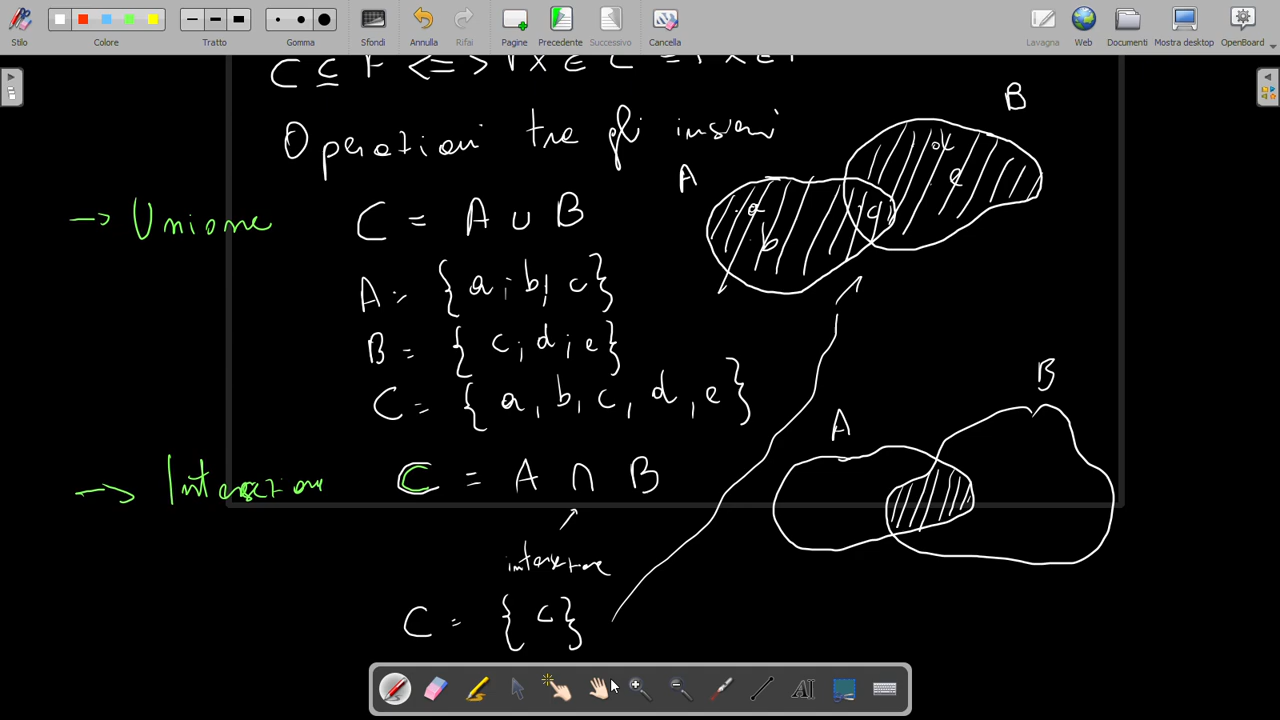 Stilo Colore Tratto Gomma Sfondi Annulla Rifai Pagine Precedente Successivo Cancella Lavagna Web Documenti Mostra desktop OpenBoard
C ⊆ F <=> ∀x ∈ C => x ∈ F
Operazioni tra gli insiemi
→ Unione C = A ∪ B
A = {a; b; c}
B = {c; d; e}
C = {a, b, c, d, e}
A
B
a
b
c
d
e
→ Intersezione C = A ∩ B
intersezione
C = {c}
A
B